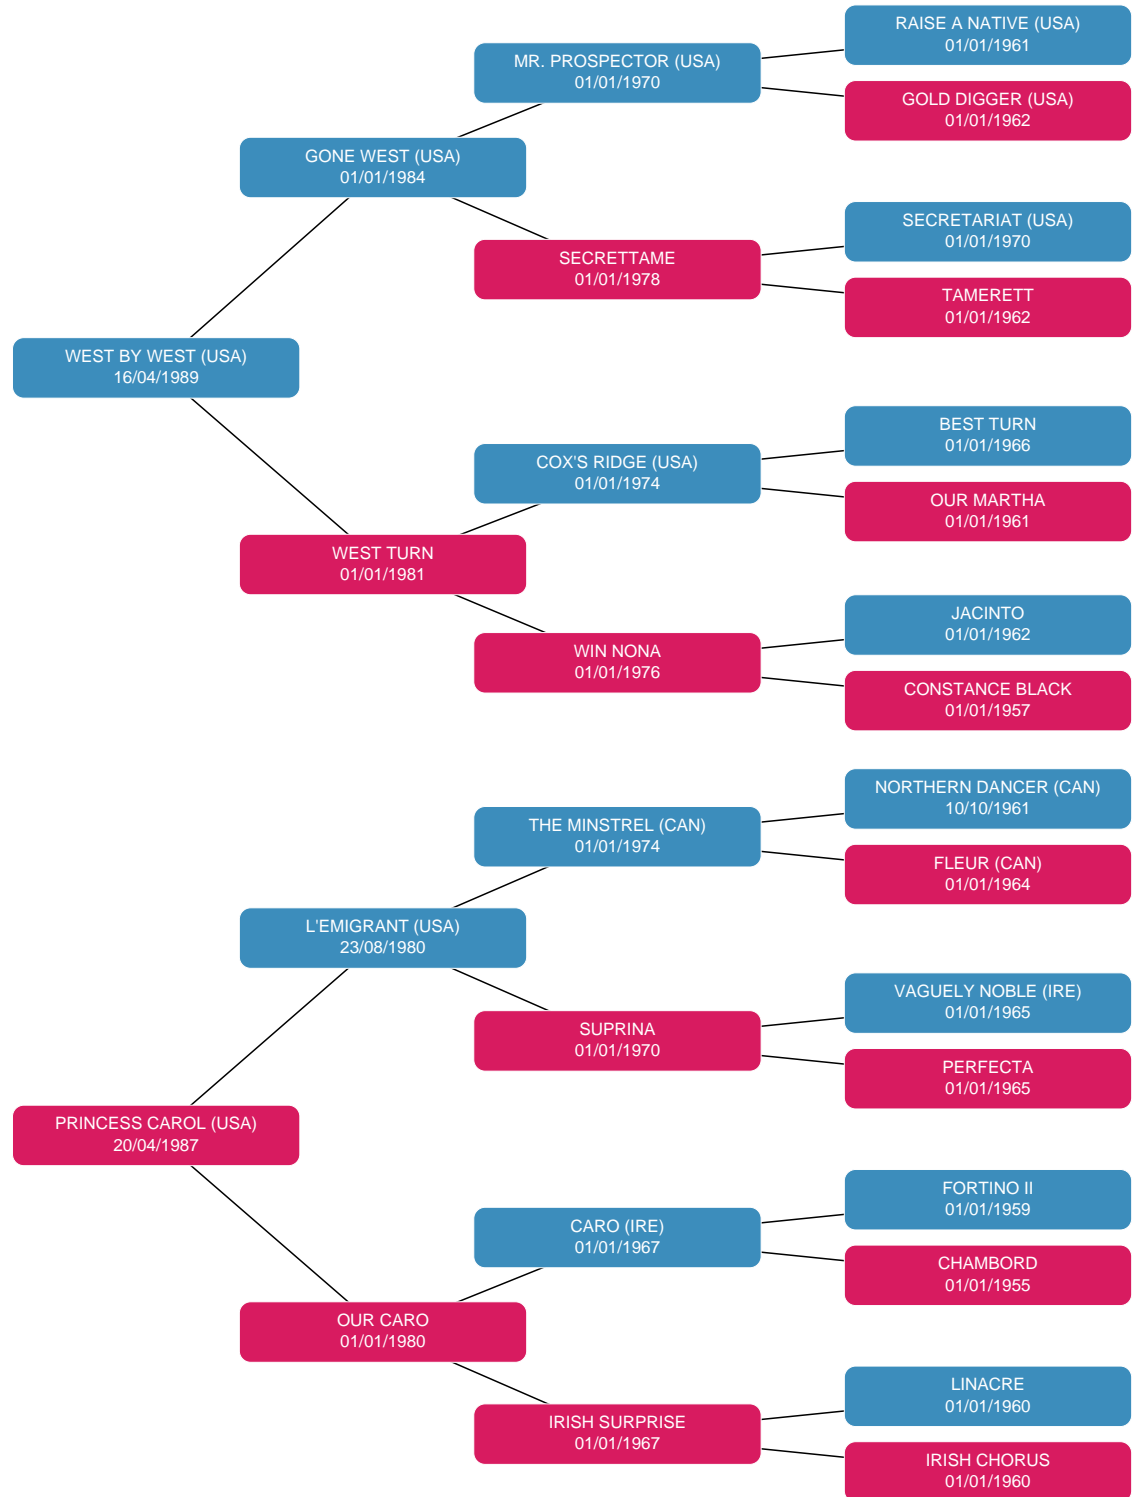 RAISE A NATIVE (USA)
01/01/1961
MR. PROSPECTOR (USA)
01/01/1970
GOLD DIGGER (USA)
01/01/1962
GONE WEST (USA)
01/01/1984
SECRETARIAT (USA)
01/01/1970
SECRETTAME
01/01/1978
TAMERETT
01/01/1962
WEST BY WEST (USA)
16/04/1989
BEST TURN
01/01/1966
COX'S RIDGE (USA)
01/01/1974
OUR MARTHA
01/01/1961
WEST TURN
01/01/1981
JACINTO
01/01/1962
WIN NONA
01/01/1976
CONSTANCE BLACK
01/01/1957
NORTHERN DANCER (CAN)
10/10/1961
THE MINSTREL (CAN)
01/01/1974
FLEUR (CAN)
01/01/1964
L'EMIGRANT (USA)
23/08/1980
VAGUELY NOBLE (IRE)
01/01/1965
SUPRINA
01/01/1970
PERFECTA
01/01/1965
PRINCESS CAROL (USA)
20/04/1987
FORTINO II
01/01/1959
CARO (IRE)
01/01/1967
CHAMBORD
01/01/1955
OUR CARO
01/01/1980
LINACRE
01/01/1960
IRISH SURPRISE
01/01/1967
IRISH CHORUS
01/01/1960